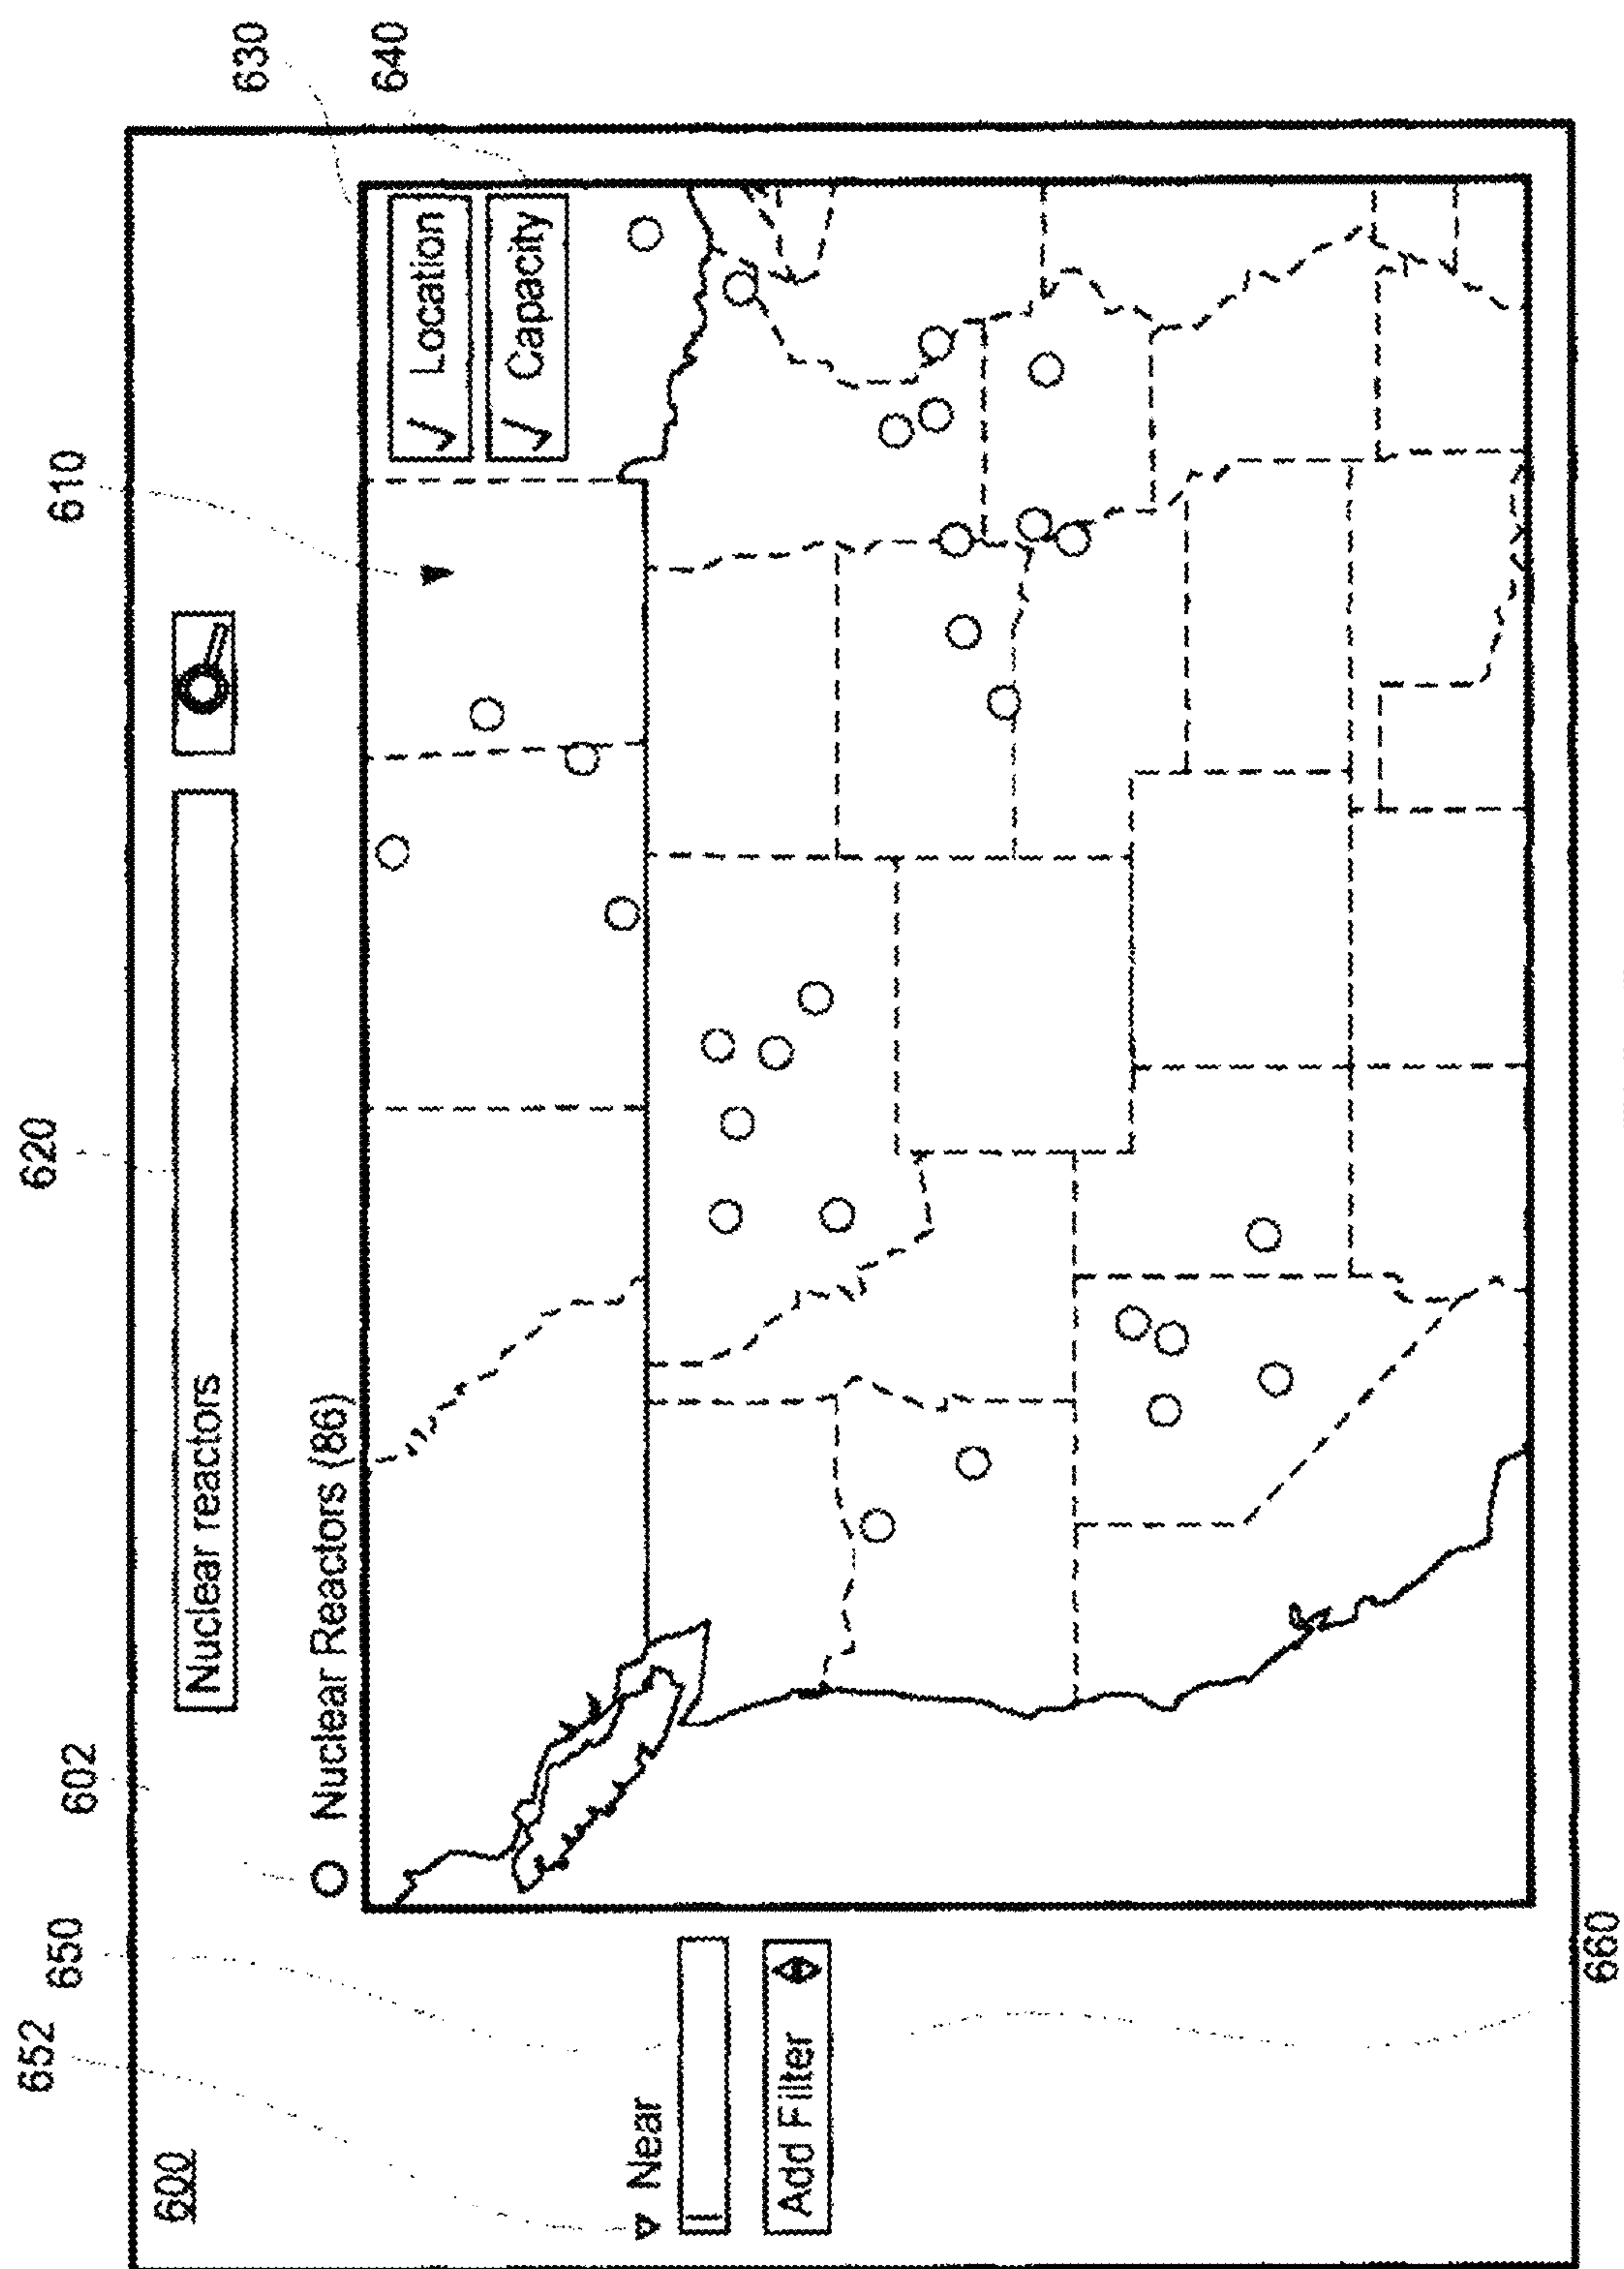 600
652
650
602
620
610
630
640
Nuclear reactors
Nuclear Reactors (86)
√ Location
√ Capacity
Near
Add Filter
660